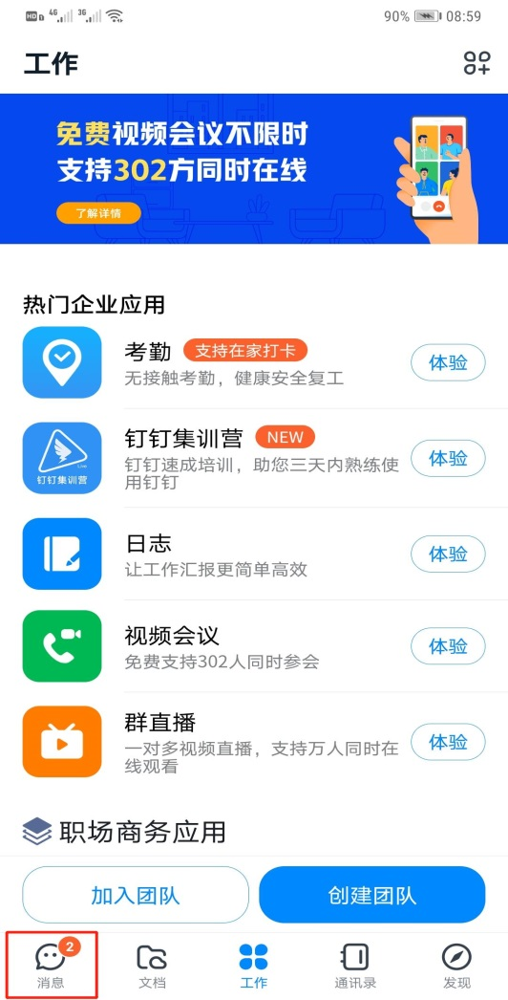 HD 4G 3G 90% 08:59
工作
免费视频会议不限时
支持302方同时在线
了解详情
热门企业应用
考勤 支持在家打卡
无接触考勤，健康安全复工
体验
钉钉集训营 NEW
钉钉速成培训，助您三天内熟练使
用钉钉
体验
钉钉集训营
日志
让工作汇报更简单高效
体验
视频会议
免费支持302人同时参会
体验
群直播
一对多视频直播，支持万人同时在
线观看
体验
职场商务应用
加入团队 创建团队
2
消息 文档 工作 通讯录 发现